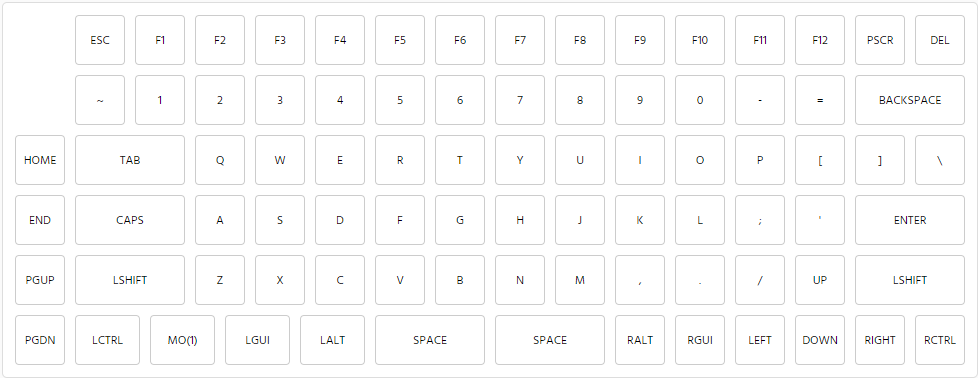 ESC F1 F2 F3 F4 F5 F6 F7 F8 F9 F10 F11 F12 PSCR DEL
~ 1 2 3 4 5 6 7 8 9 0 - = BACKSPACE
HOME TAB Q W E R T Y U I O P [ ] \
END CAPS A S D F G H J K L ; ' ENTER
PGUP LSHIFT Z X C V B N M , . / UP LSHIFT
PGDN LCTRL MO(1) LGUI LALT SPACE SPACE RALT RGUI LEFT DOWN RIGHT RCTRL